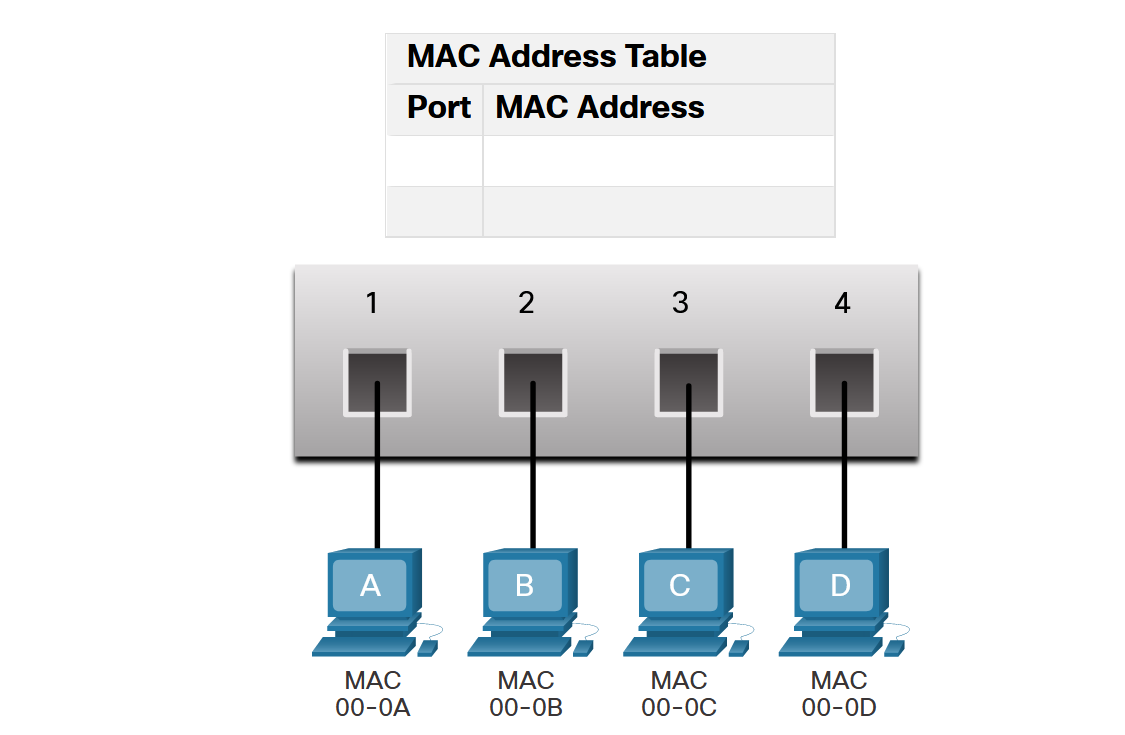 MAC Address Table
Port MAC Address
1 2 3 4
A B C D
MAC MAC MAC MAC
00-0A 00-0B 00-0C 00-0D